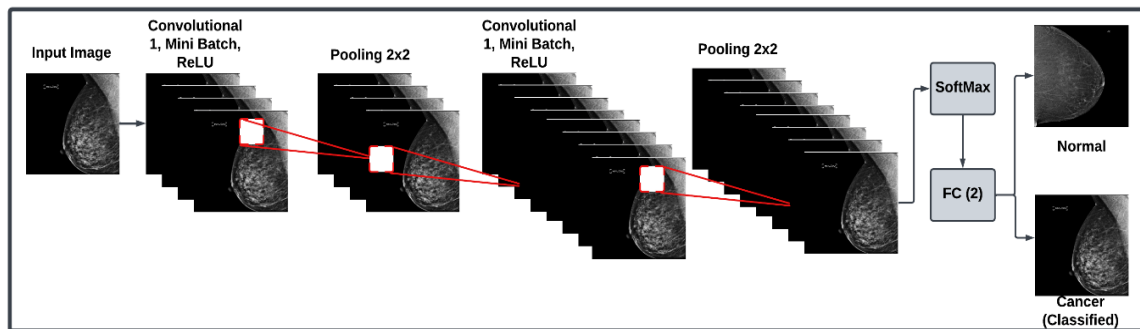 Input Image
Convolutional
1, Mini Batch,
ReLU
Pooling 2x2
Convolutional
1, Mini Batch,
ReLU
Pooling 2x2
SoftMax
FC (2)
Normal
Cancer
(Classified)